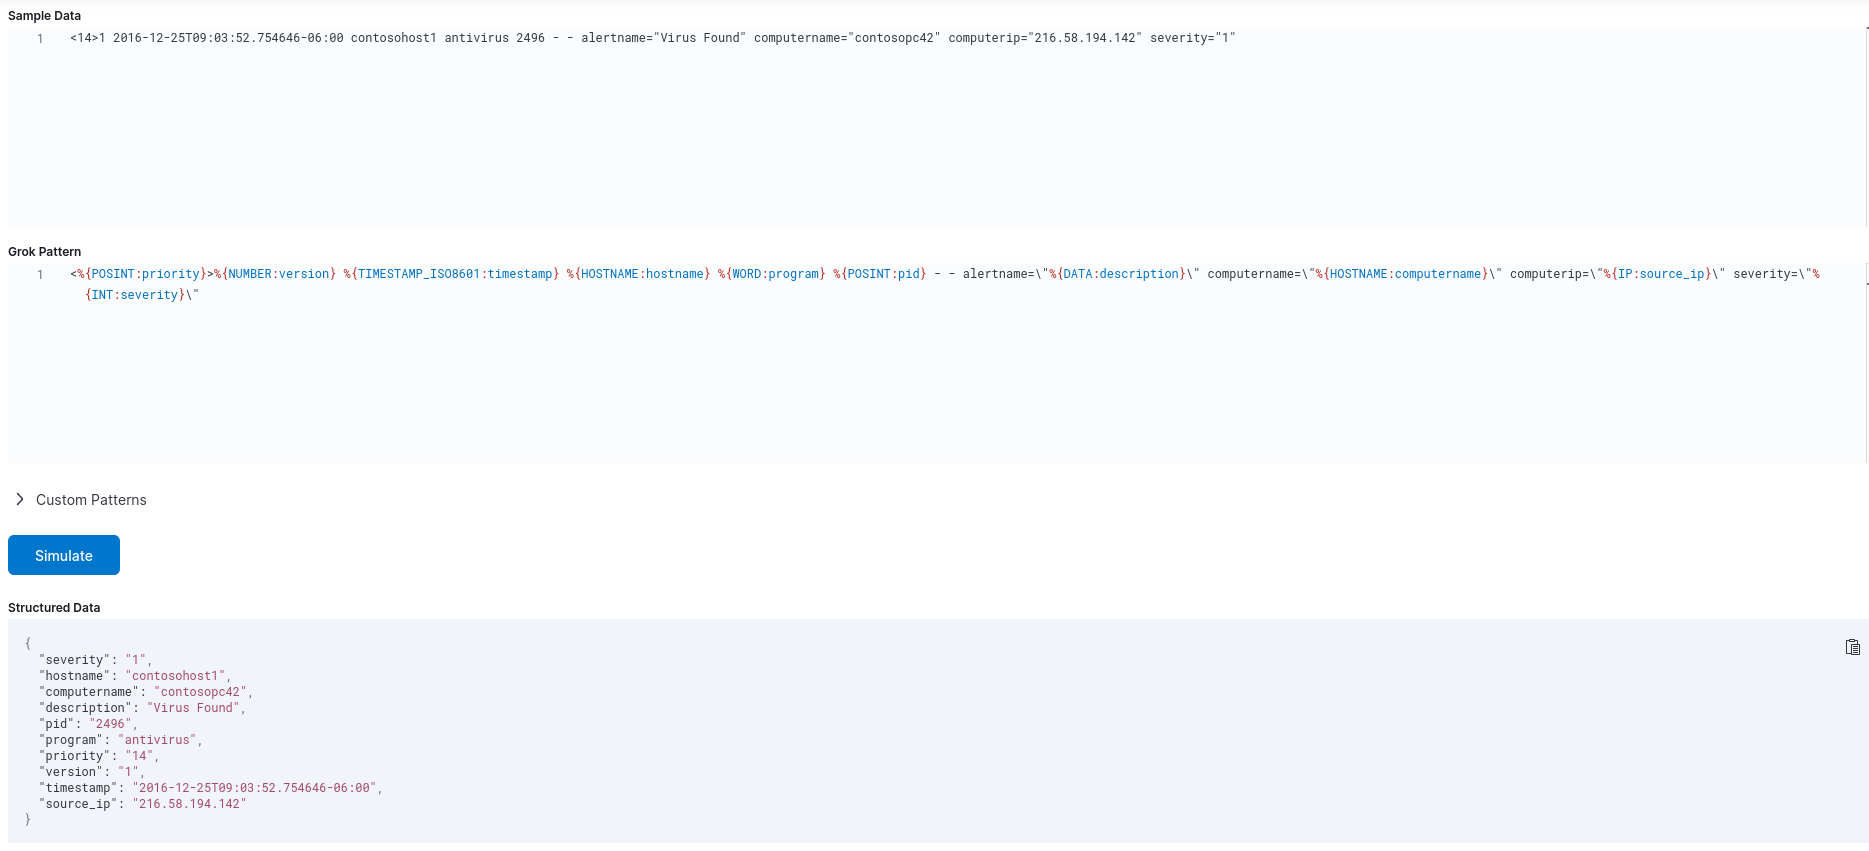 Sample Data
1 <14>1 2016-12-25T09:03:52.754646-06:00 contosohost1 antivirus 2496 - - alertname="Virus Found" computername="contosopc42" computerip="216.58.194.142" severity="1"
Grok Pattern
1 <%{POSINT:priority}>%{NUMBER:version} %{TIMESTAMP_ISO8601:timestamp} %{HOSTNAME:hostname} %{WORD:program} %{POSINT:pid} - - alertname=\"%{DATA:description}\" computername=\"%{HOSTNAME:computername}\" computerip=\"%{IP:source_ip}\" severity=\"%
{INT:severity}\"
Custom Patterns
Simulate
Structured Data
{
"severity": "1",
"hostname": "contosohost1",
"computername": "contosopc42",
"description": "Virus Found",
"pid": "2496",
"program": "antivirus",
"priority": "14",
"version": "1",
"timestamp": "2016-12-25T09:03:52.754646-06:00",
"source_ip": "216.58.194.142"
}